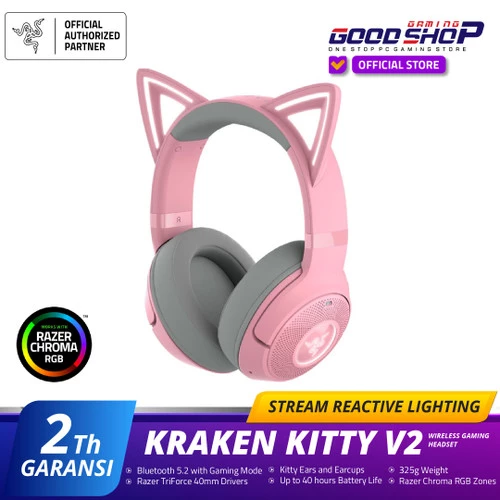 OFFICIAL
AUTHORIZED
PARTNER
GAMING
GOODSHOP
ONE STOP PC GAMING STORE
OFFICIAL STORE
WORKS WITH
RAZER
CHROMA
RGB
™
STREAM REACTIVE LIGHTING
2Th
GARANSI
KRAKEN KITTY V2
WIRELESS GAMING
HEADSET
• Bluetooth 5.2 with Gaming Mode
• Razer TriForce 40mm Drivers
• Kitty Ears and Earcups
• Up to 40 hours Battery Life
• 325g Weight
• Razer Chroma RGB Zones